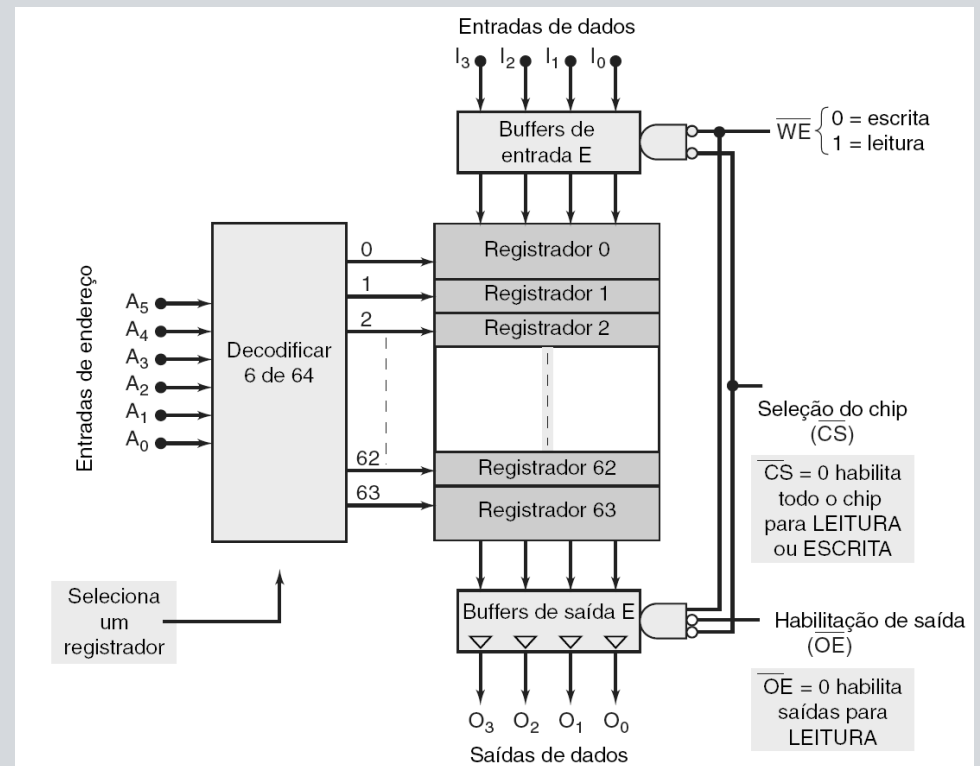 Entradas de dados
I3 I2 I1 I0
Buffers de
entrada E
WE
0 = escrita
1 = leitura
Entradas de endereço
A5
A4
A3
A2
A1
A0
Decodificar
6 de 64
0
1
2
62
63
Registrador 0
Registrador 1
Registrador 2
Registrador 62
Registrador 63
Seleção do chip
(CS)
CS = 0 habilita
todo o chip
para LEITURA
ou ESCRITA
Seleciona
um
registrador
Buffers de saída E
Habilitação de saída
(OE)
OE = 0 habilita
saídas para
LEITURA
O3 O2 O1 O0
Saídas de dados